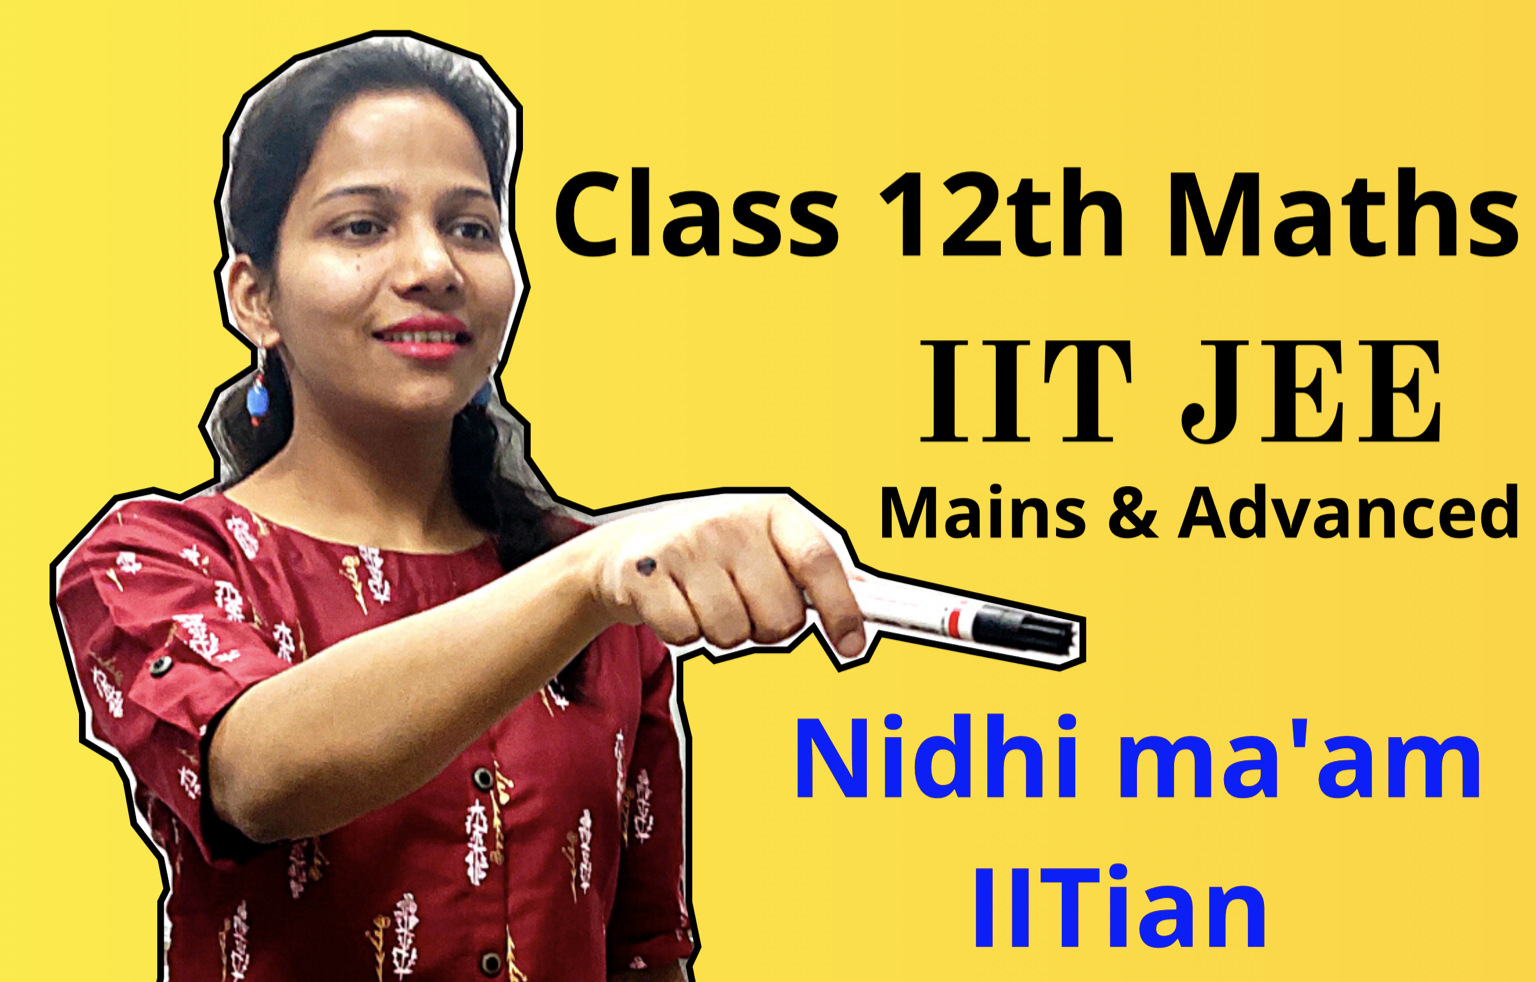 Class 12th Maths
IIT JEE
Mains & Advanced
Nidhi ma'am
IITian